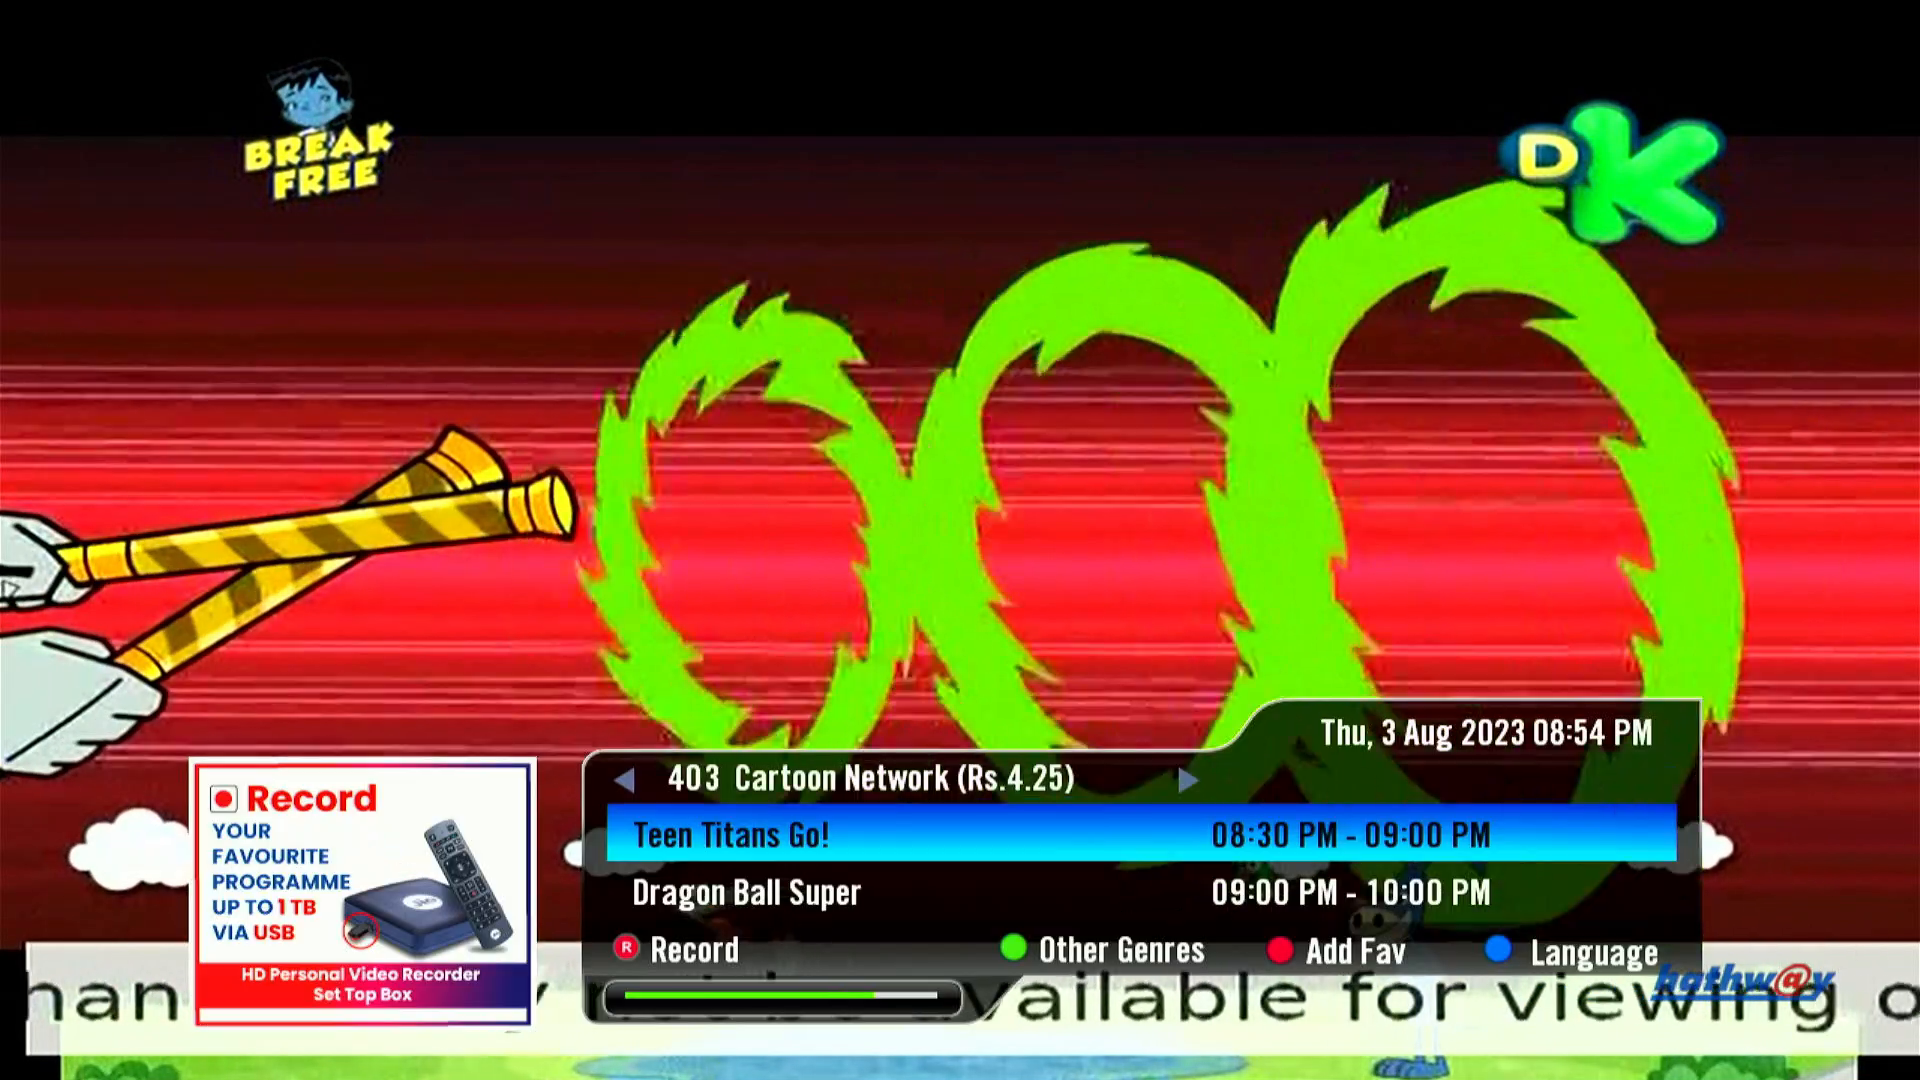 BREAK
FREE
D K
Thu, 3 Aug 2023 08:54 PM
403 Cartoon Network (Rs.4.25)
Teen Titans Go! 08:30 PM - 09:00 PM
Dragon Ball Super 09:00 PM - 10:00 PM
R Record Other Genres Add Fav Language
Record
YOUR
FAVOURITE
PROGRAMME
UP TO 1 TB
VIA USB
HD Personal Video Recorder
Set Top Box
hathw@y
available for viewing